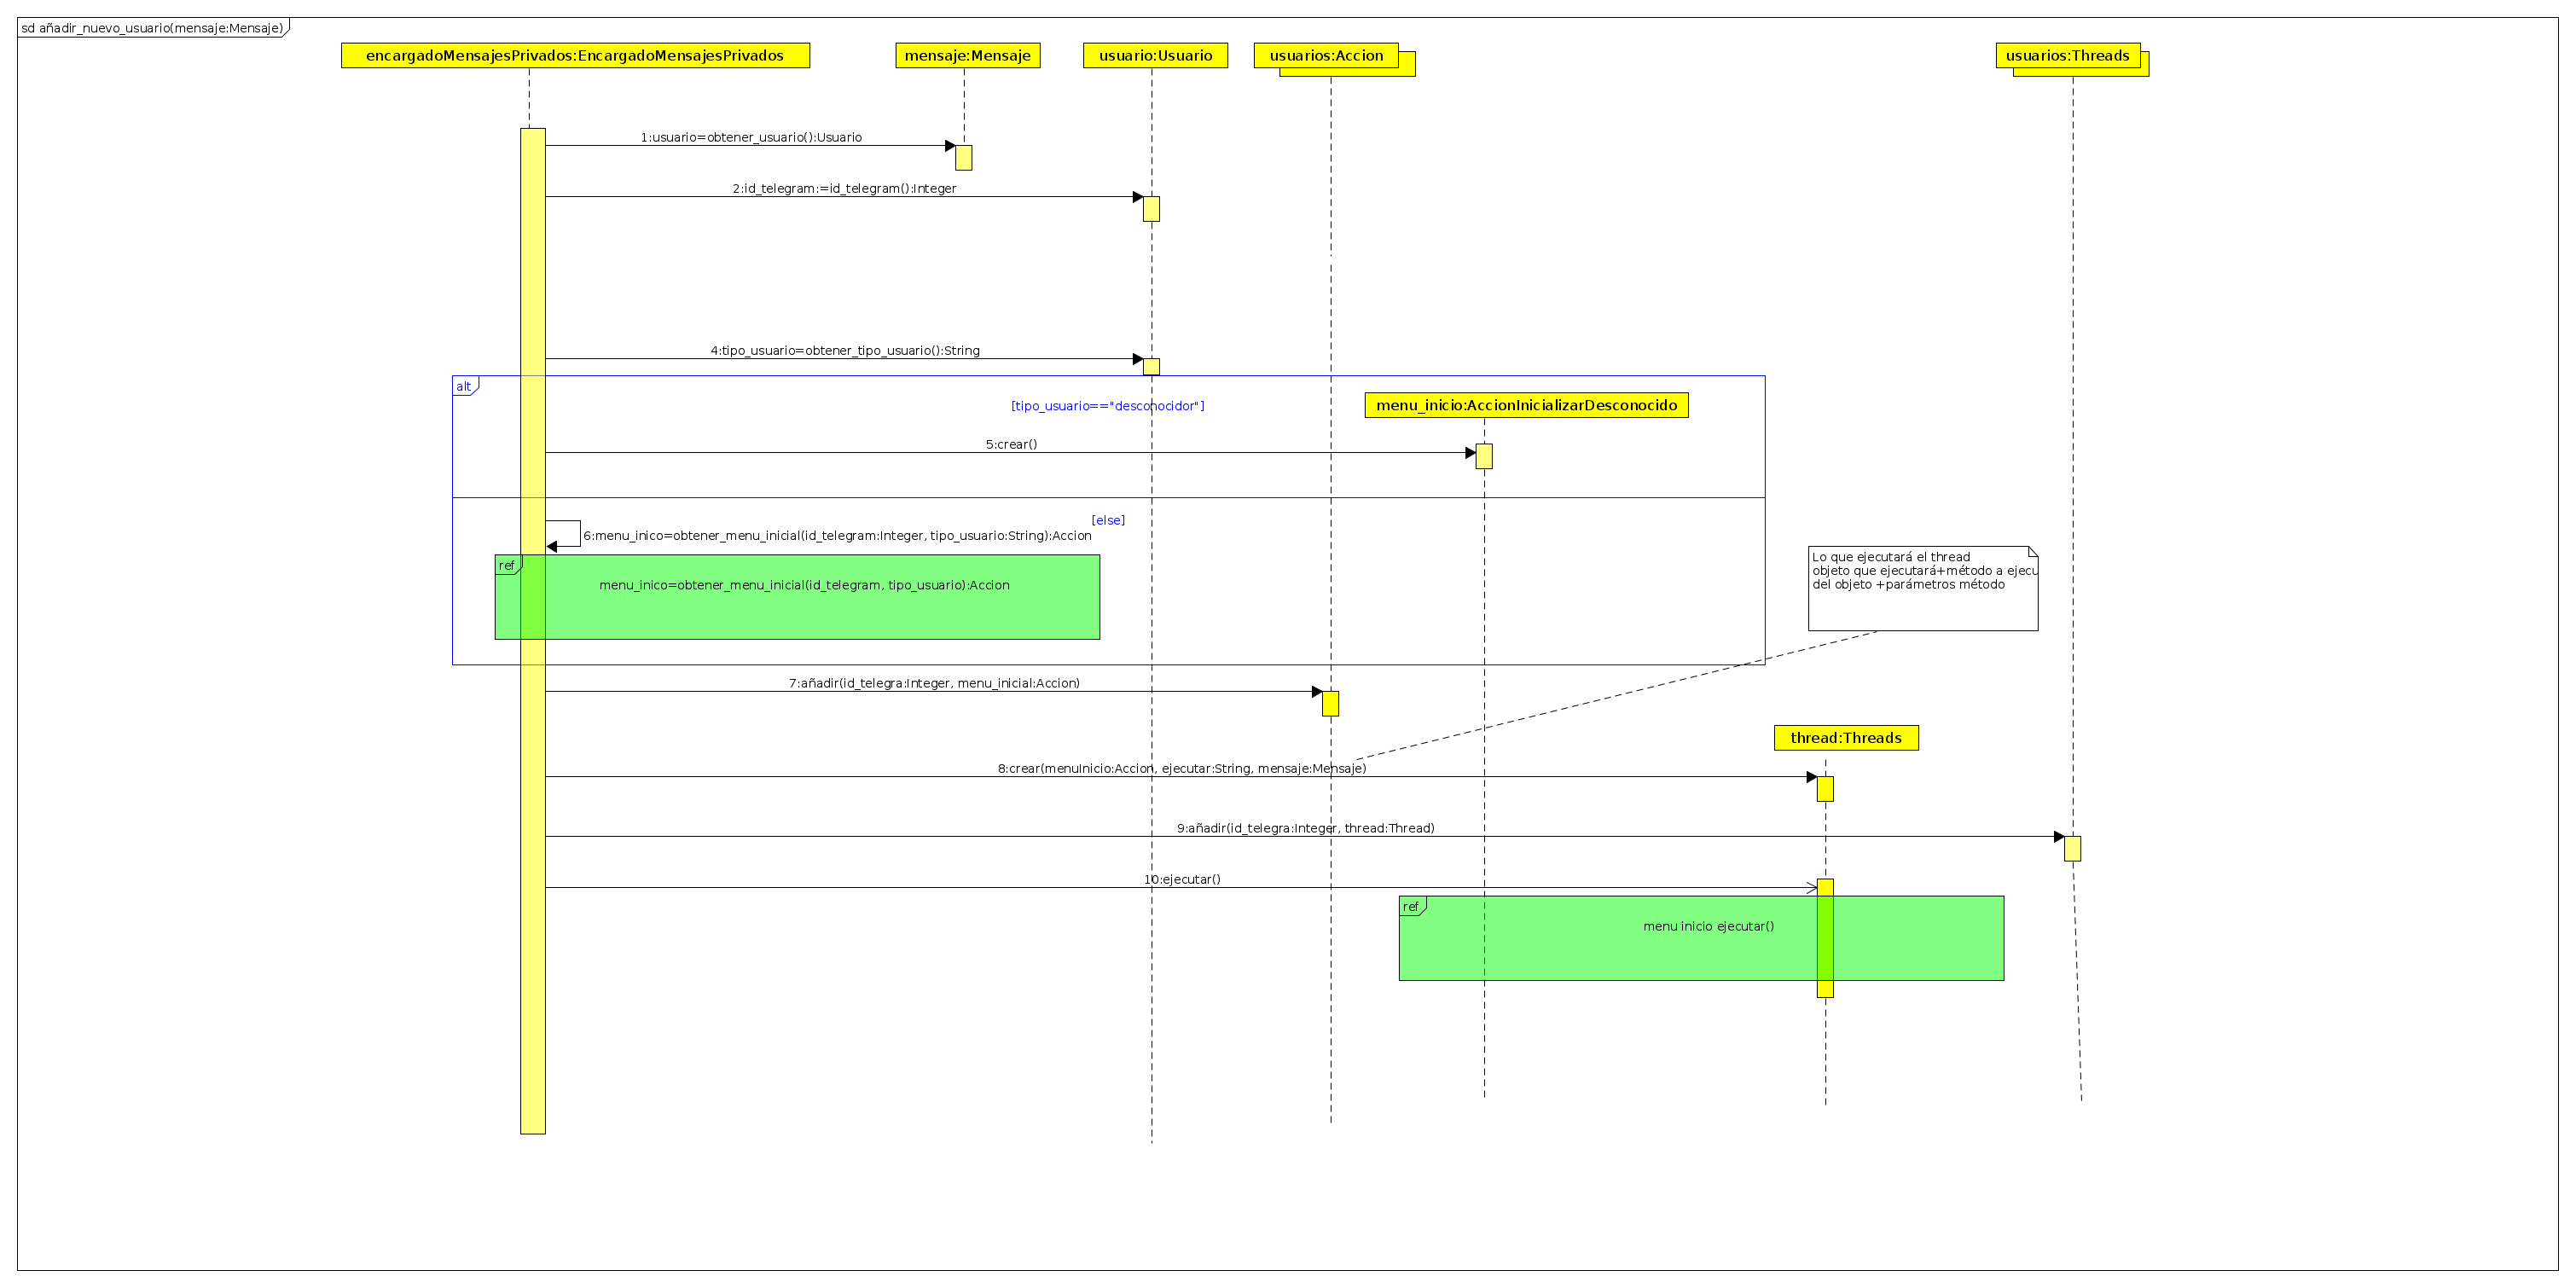 sd añadir_nuevo_usuario(mensaje:Mensaje)
encargadoMensajesPrivados:EncargadoMensajesPrivados
mensaje:Mensaje
usuario:Usuario
usuarios:Accion
usuarios:Threads
1:usuario=obtener_usuario():Usuario
2:id_telegram:=id_telegram():Integer
4:tipo_usuario=obtener_tipo_usuario():String
alt
[tipo_usuario=="desconocidor"]
menu_inicio:AccionInicializarDesconocido
5:crear()
[else]
6:menu_inico=obtener_menu_inicial(id_telegram:Integer, tipo_usuario:String):Accion
ref
menu_inico=obtener_menu_inicial(id_telegram, tipo_usuario):Accion
Lo que ejecutará el thread
objeto que ejecutará+método a ejecu
del objeto +parámetros método
7:añadir(id_telegra:Integer, menu_inicial:Accion)
thread:Threads
8:crear(menuInicio:Accion, ejecutar:String, mensaje:Mensaje)
9:añadir(id_telegra:Integer, thread:Thread)
10:ejecutar()
ref
menu inicio ejecutar()